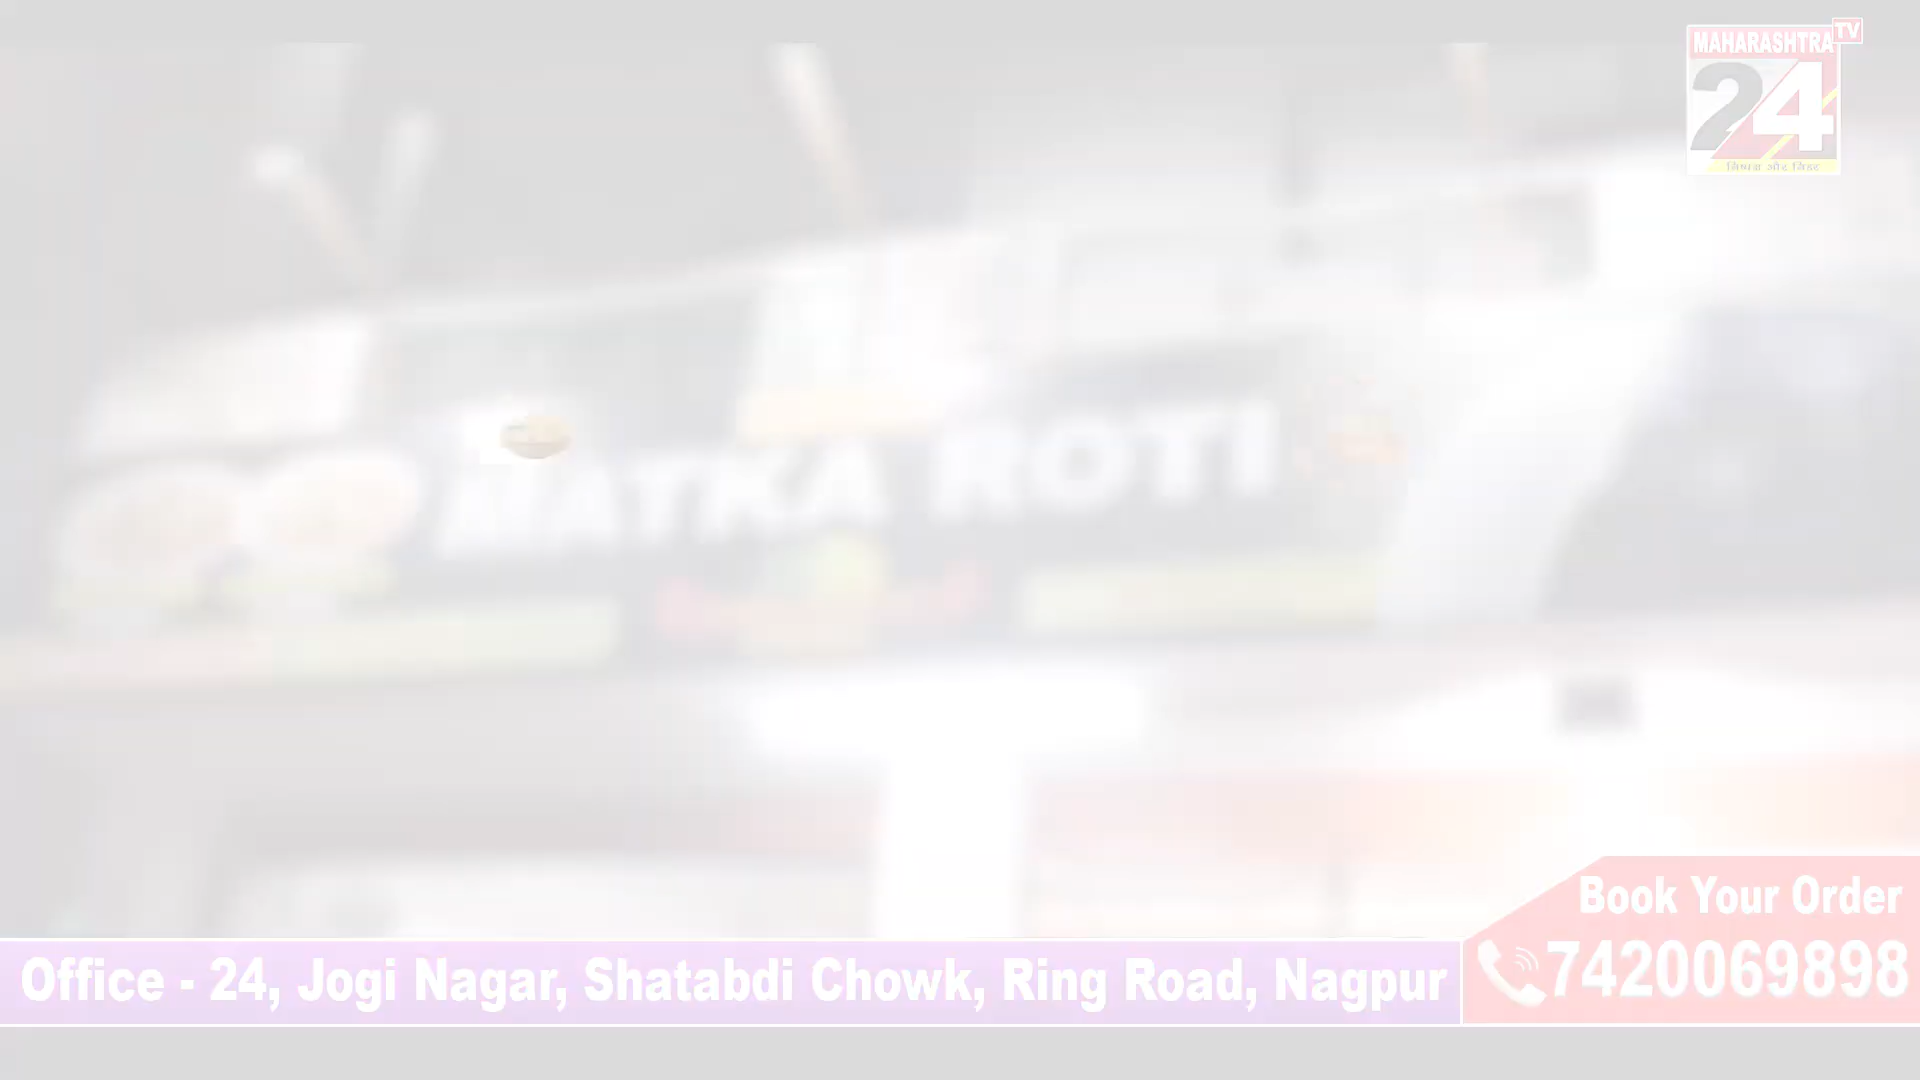 MAHARASHTRA TV
24
MATKA ROTI
Book Your Order
7420069898
Office - 24, Jogi Nagar, Shatabdi Chowk, Ring Road, Nagpur